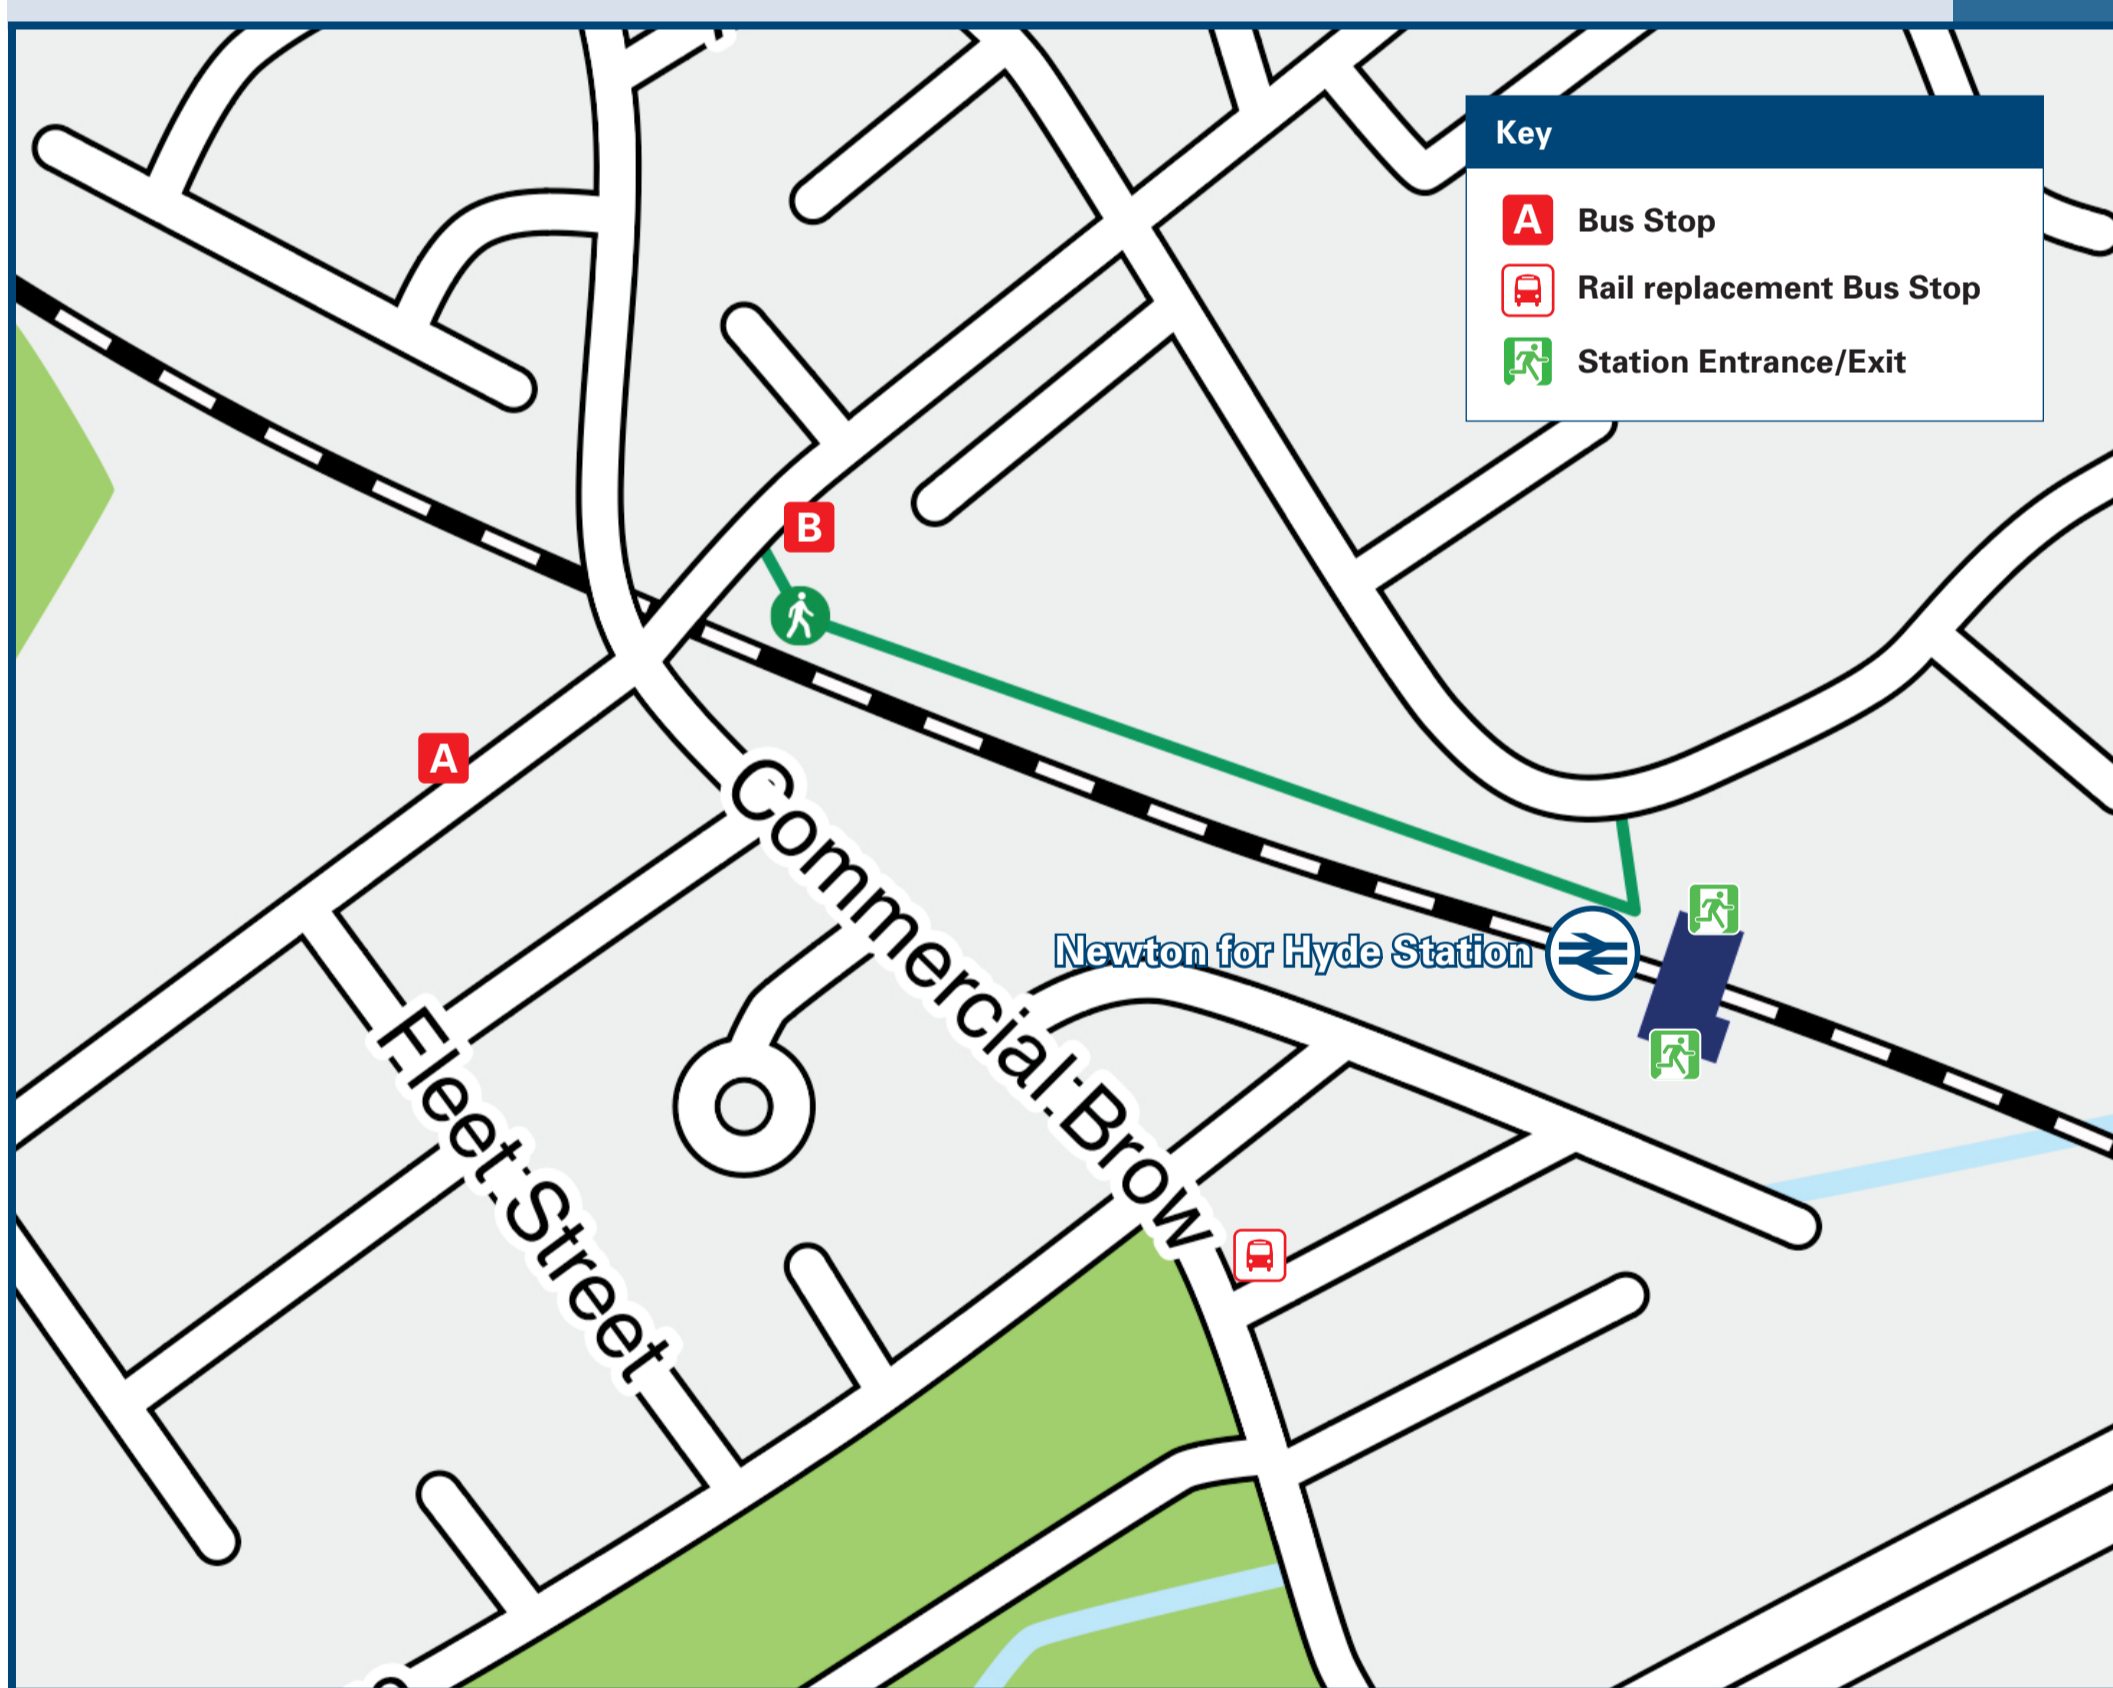 Key
A Bus Stop
Rail replacement Bus Stop
Station Entrance/Exit
B
A
Commercial Brow
Newton for Hyde Station
Fleet Street